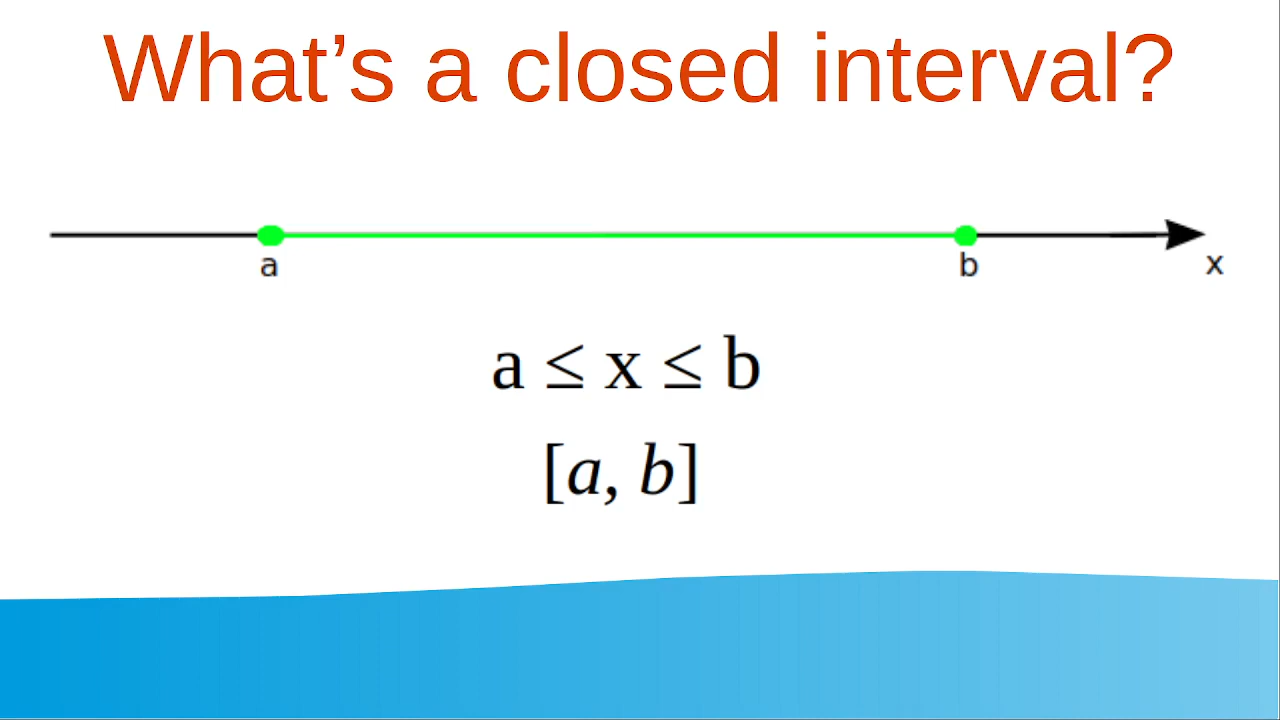 What’s a closed interval?
a b x
a ≤ x ≤ b
[a, b]